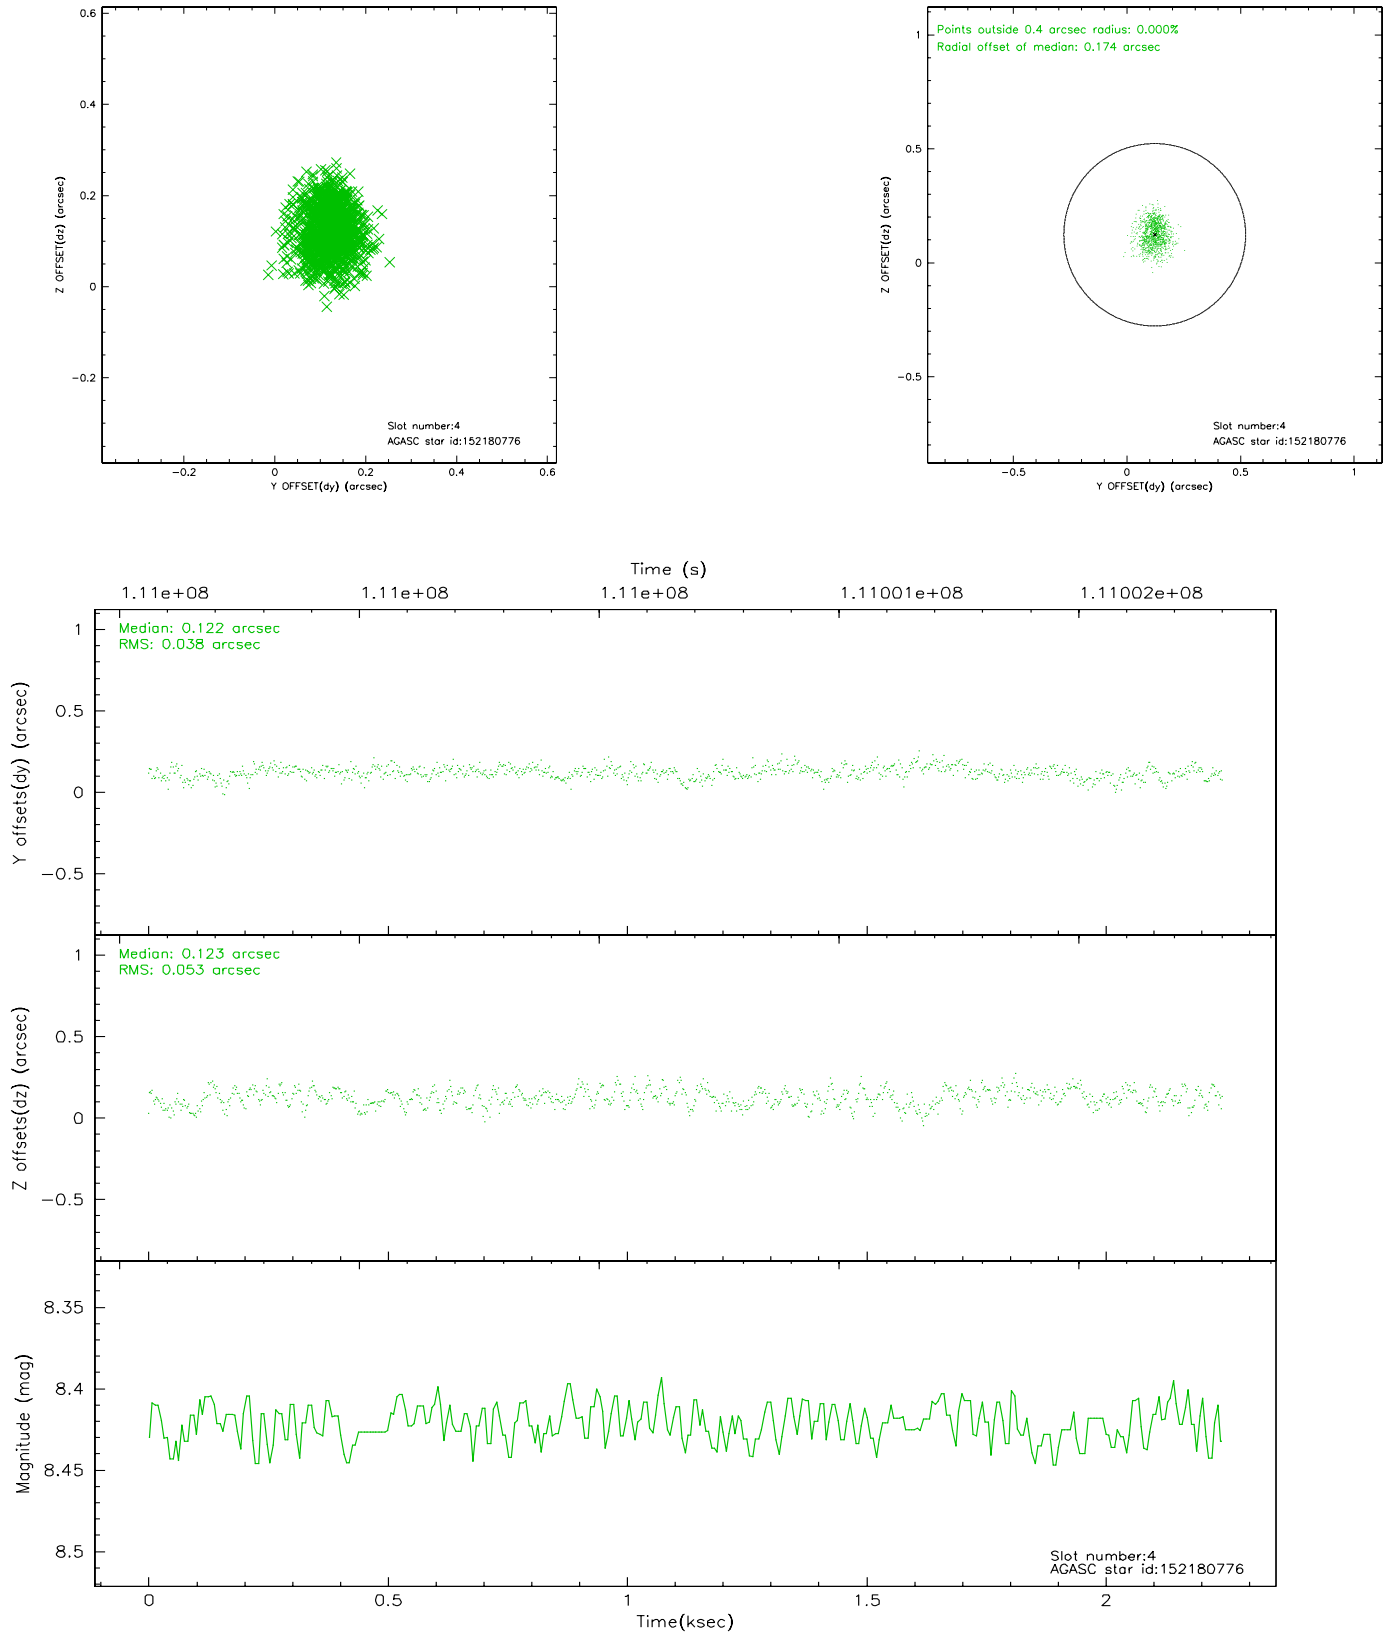 0.6
0.4
0.2
0
−0.2
−0.2
0
0.2
0.4
0.6
Z OFFSET(dz) (arcsec)
Y OFFSET(dy) (arcsec)
Slot number:4
AGASC star id:152180776
Points outside 0.4 arcsec radius: 0.000%
Radial offset of median: 0.174 arcsec
1
0.5
0
−0.5
−0.5
0
0.5
1
Z OFFSET(dz) (arcsec)
Y OFFSET(dy) (arcsec)
Slot number:4
AGASC star id:152180776
Time (s)
1.11e+08
1.11e+08
1.11e+08
1.11001e+08
1.11002e+08
Median: 0.122 arcsec
RMS: 0.038 arcsec
1
0.5
0
−0.5
Y offsets(dy) (arcsec)
Median: 0.123 arcsec
RMS: 0.053 arcsec
1
0.5
0
−0.5
Z offsets(dz) (arcsec)
8.35
8.4
8.45
8.5
Magnitude (mag)
Slot number:4
AGASC star id:152180776
0
0.5
1
1.5
2
Time(ksec)